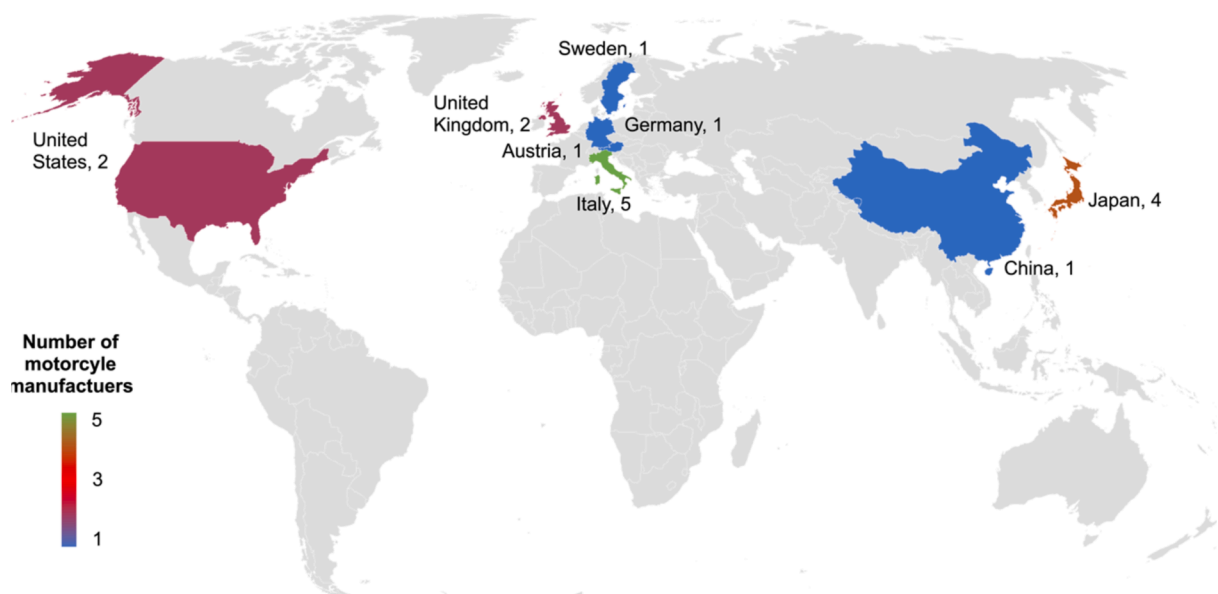 Sweden, 1
United
Kingdom, 2
Germany, 1
United
States, 2
Austria, 1
Italy, 5
Japan, 4
China, 1
Number of
motorcyle
manufactuers
5
3
1